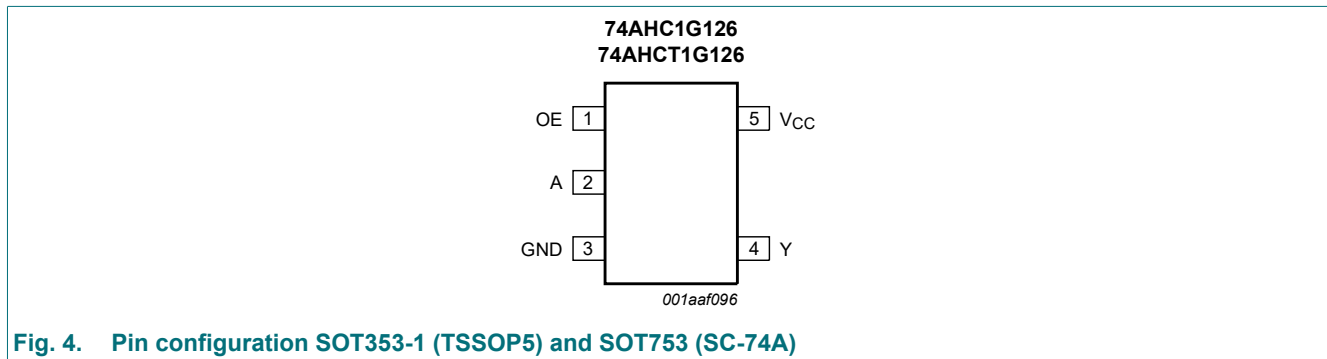 74AHC1G126
74AHCT1G126
OE 1 5 VCC
A 2
GND 3 4 Y
001aaf096
Fig. 4. Pin configuration SOT353-1 (TSSOP5) and SOT753 (SC-74A)